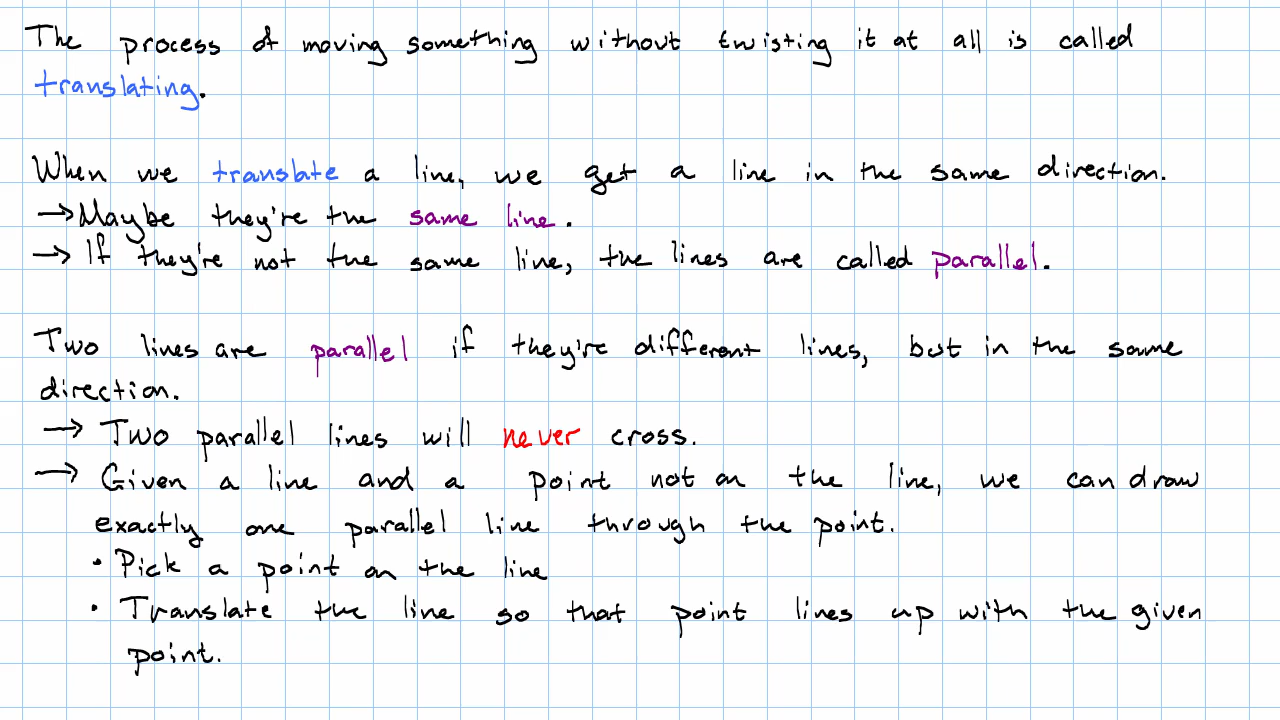 The process of moving something without twisting it at all is called
translating.
When we translate a line, we get a line in the same direction.
→ Maybe they're the same line.
→ If they're not the same line, the lines are called parallel.
Two lines are parallel if they're different lines, but in the same
direction.
→ Two parallel lines will never cross.
→ Given a line and a point not on the line, we can draw
exactly one parallel line through the point.
• Pick a point on the line
• Translate the line so that point lines up with the given
point.